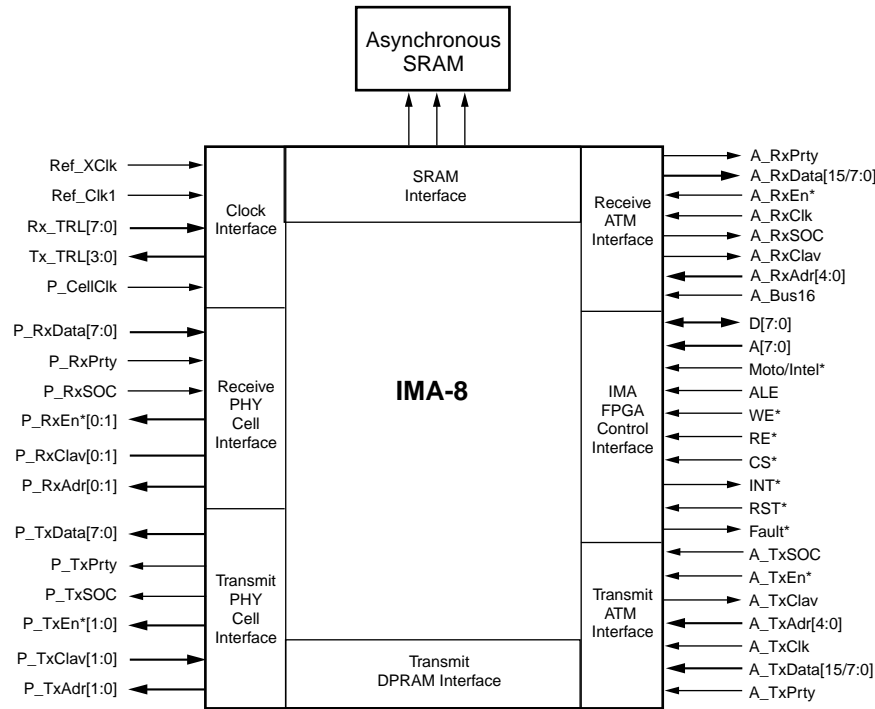 Asynchronous
SRAM
Ref_XClk
Ref_Clk1
Rx_TRL[7:0]
Tx_TRL[3:0]
P_CellClk
P_RxData[7:0]
P_RxPrty
P_RxSOC
P_RxEn*[0:1]
P_RxClav[0:1]
P_RxAdr[0:1]
P_TxData[7:0]
P_TxPrty
P_TxSOC
P_TxEn*[1:0]
P_TxClav[1:0]
P_TxAdr[1:0]
Clock
Interface
Receive
PHY
Cell
Interface
Transmit
PHY
Cell
Interface
SRAM
Interface
IMA-8
Transmit
DPRAM Interface
Receive
ATM
Interface
IMA
FPGA
Control
Interface
Transmit
ATM
Interface
A_RxPrty
A_RxData[15/7:0]
A_RxEn*
A_RxClk
A_RxSOC
A_RxClav
A_RxAdr[4:0]
A_Bus16
D[7:0]
A[7:0]
Moto/Intel*
ALE
WE*
RE*
CS*
INT*
RST*
Fault*
A_TxSOC
A_TxEn*
A_TxClav
A_TxAdr[4:0]
A_TxClk
A_TxData[15/7:0]
A_TxPrty